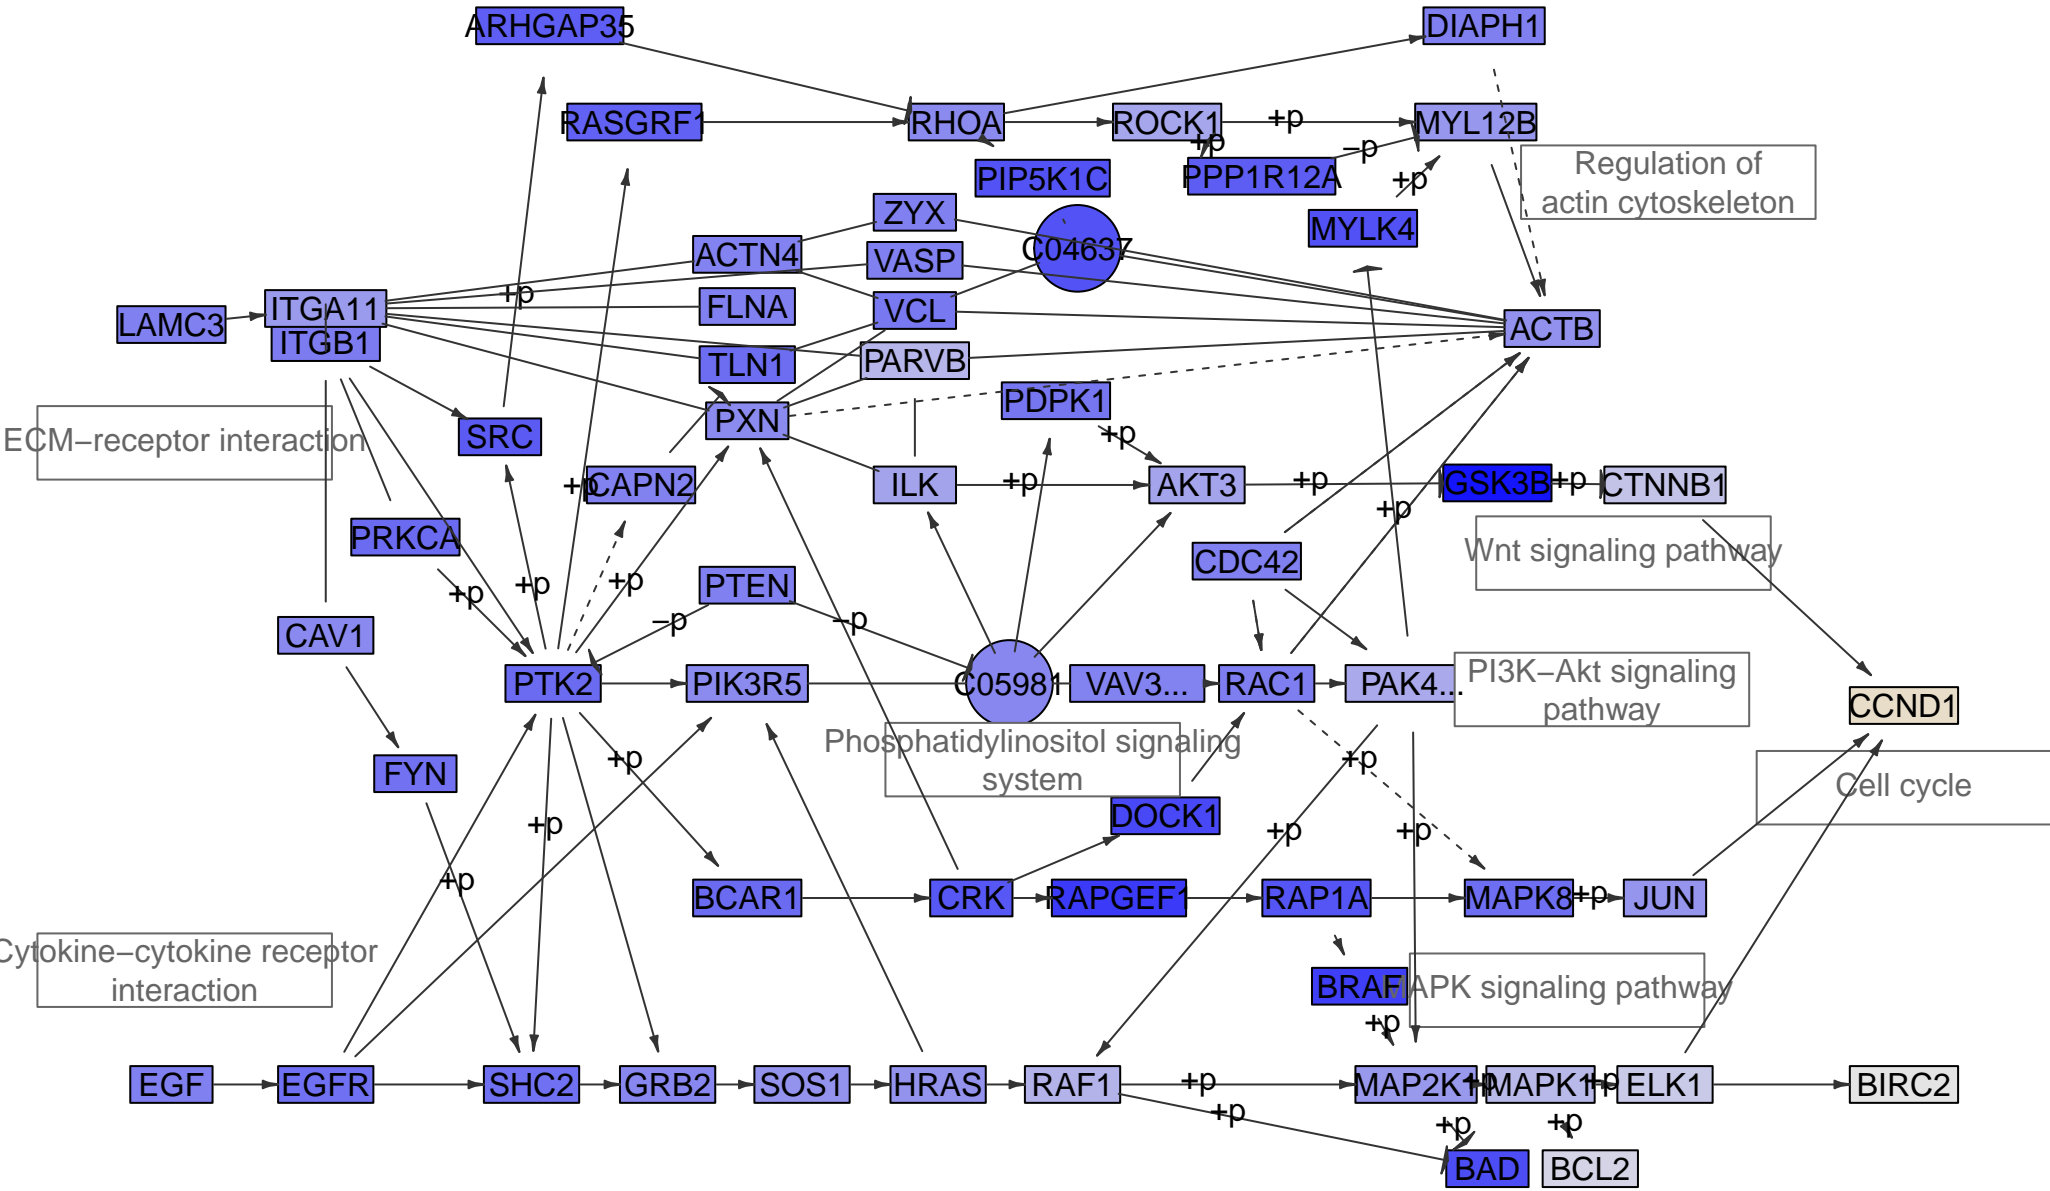 ARHGAP35
DIAPH1
RASGRF1
RHOA
ROCK1
+p
MYL12B
+p
–p
PIP5K1C
PPP1R12A
+p
Regulation of
actin cytoskeleton
ZYX
MYLK4
ACTN4
VASP
C04637
+p
ITGA11
FLNA
VCL
LAMC3
ITGB1
ACTB
TLN1
PARVB
PDPK1
PXN
+p
ECM–receptor interaction
SRC
+p
CAPN2
ILK
+p
AKT3
+p
GSK3B
+p
CTNNB1
+p
PRKCA
Wnt signaling pathway
CDC42
+p
+p
+p
PTEN
–p
–p
CAV1
PTK2
PIK3R5
C05981
VAV3...
RAC1
PAK4...
PI3K–Akt signaling
pathway
CCND1
Phosphatidylinositol signaling
system
+p
+p
FYN
Cell cycle
DOCK1
+p
+p
+p
+p
BCAR1
CRK
RAPGEF1
RAP1A
MAPK8
+p
JUN
Cytokine–cytokine receptor
interaction
BRAF
MAPK signaling pathway
+p
EGF
EGFR
SHC2
GRB2
SOS1
HRAS
RAF1
+p
MAP2K1
+p
MAPK1
+p
ELK1
BIRC2
+p
+p
+p
BAD
BCL2